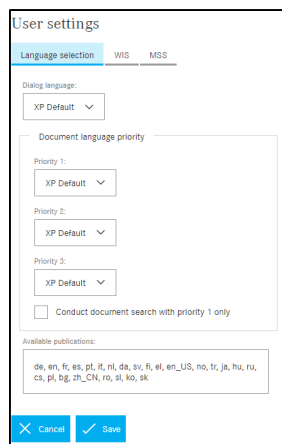 User settings
Language selection WIS MSS
Dialog language:
XP Default
Document language priority
Priority 1:
XP Default
Priority 2:
XP Default
Priority 3:
XP Default
Conduct document search with priority 1 only
Available publications:
de, en, fr, es, pt, it, nl, da, sv, fi, el, en_US, no, tr, ja, hu, ru,
cs, pl, bg, zh_CN, ro, sl, ko, sk
Cancel Save